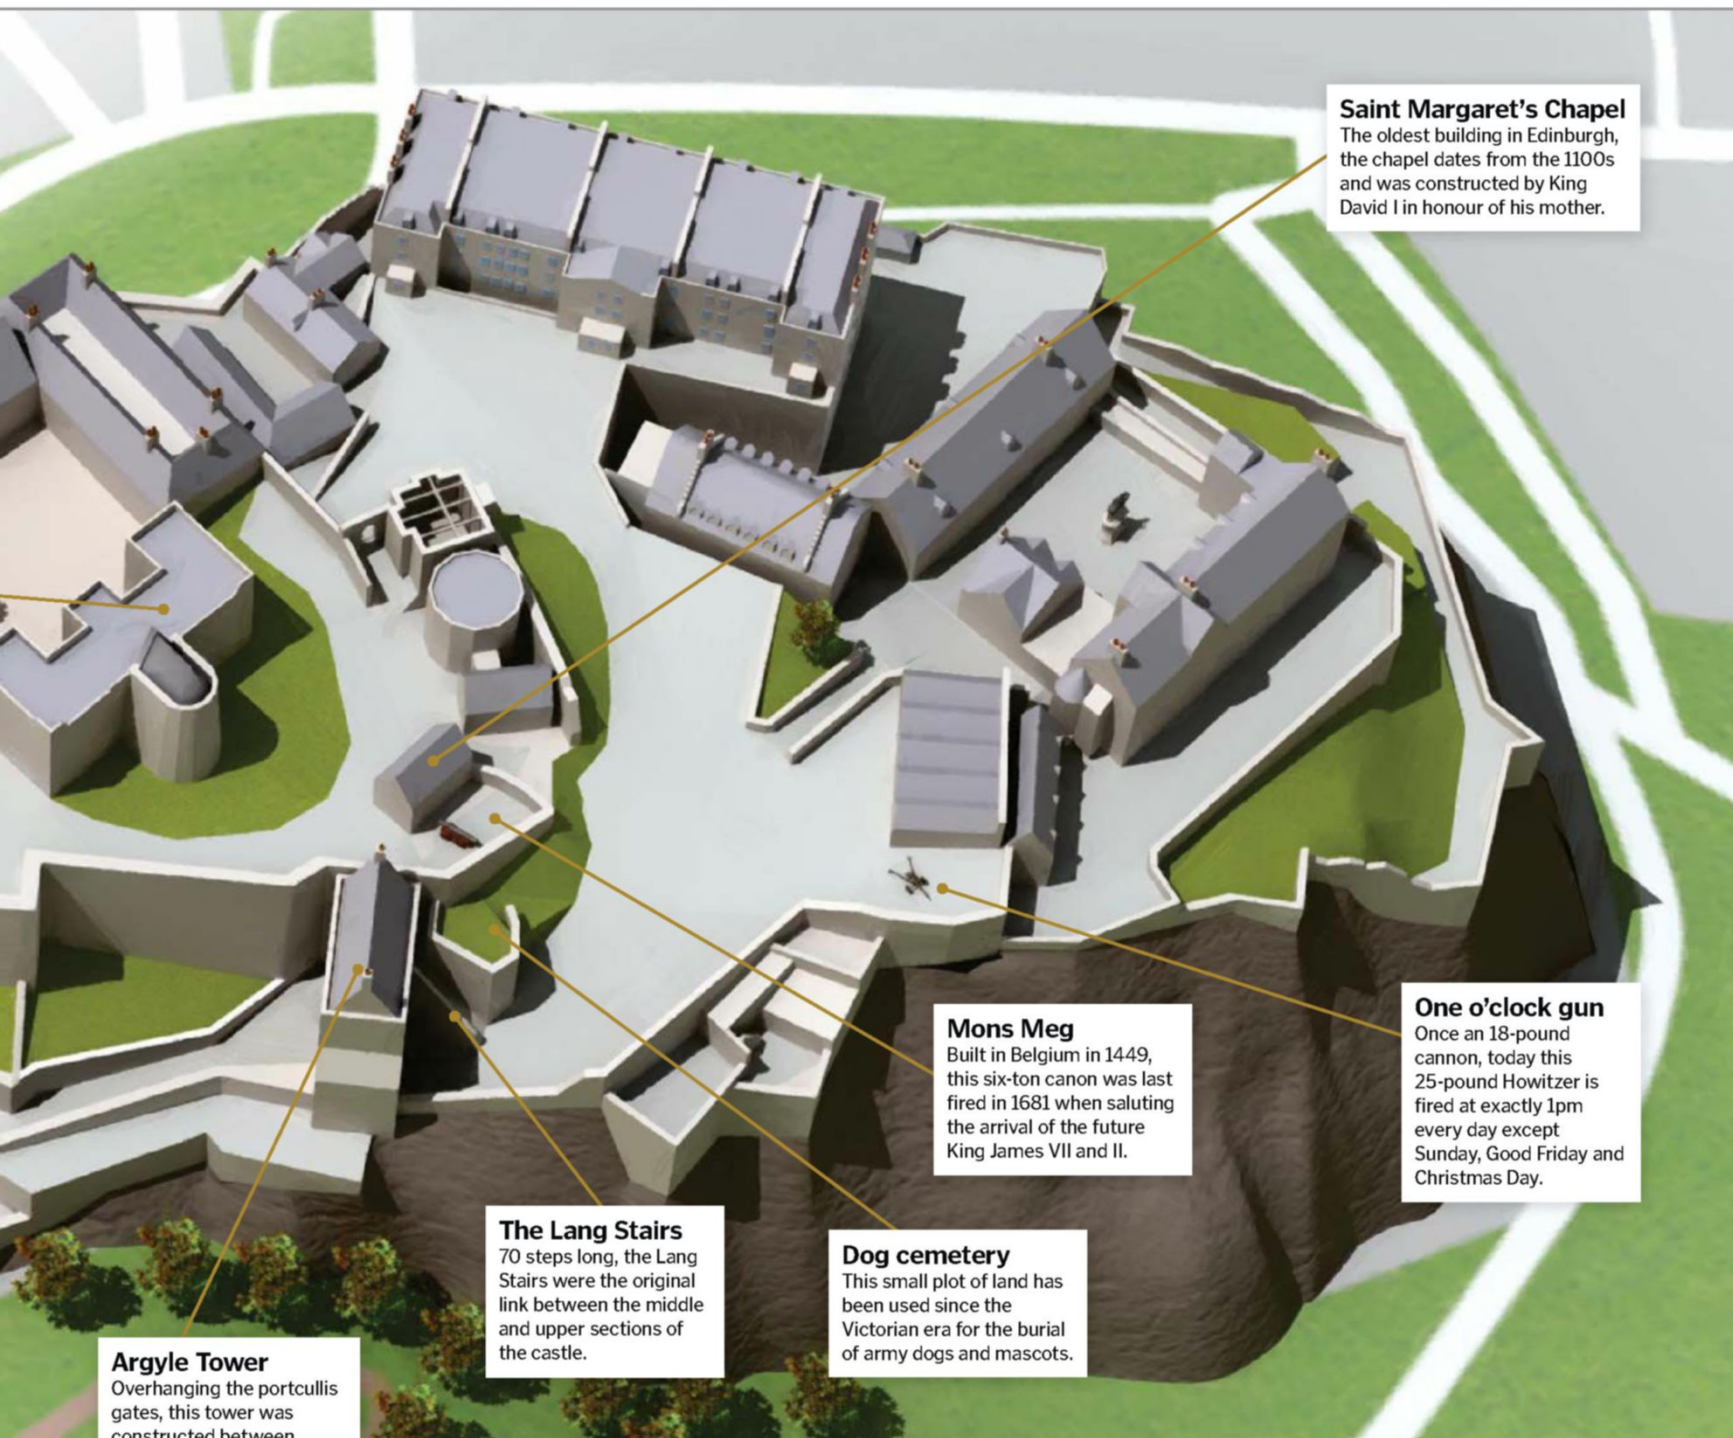 Saint Margaret's Chapel
The oldest building in Edinburgh,
the chapel dates from the 1100s
and was constructed by King
David I in honour of his mother.
Mons Meg
Built in Belgium in 1449,
this six-ton canon was last
fired in 1681 when saluting
the arrival of the future
King James VII and II.
One o'clock gun
Once an 18-pound
cannon, today this
25-pound Howitzer is
fired at exactly 1pm
every day except
Sunday, Good Friday and
Christmas Day.
The Lang Stairs
70 steps long, the Lang
Stairs were the original
link between the middle
and upper sections of
the castle.
Dog cemetery
This small plot of land has
been used since the
Victorian era for the burial
of army dogs and mascots.
Argyle Tower
Overhanging the portcullis
gates, this tower was
constructed between